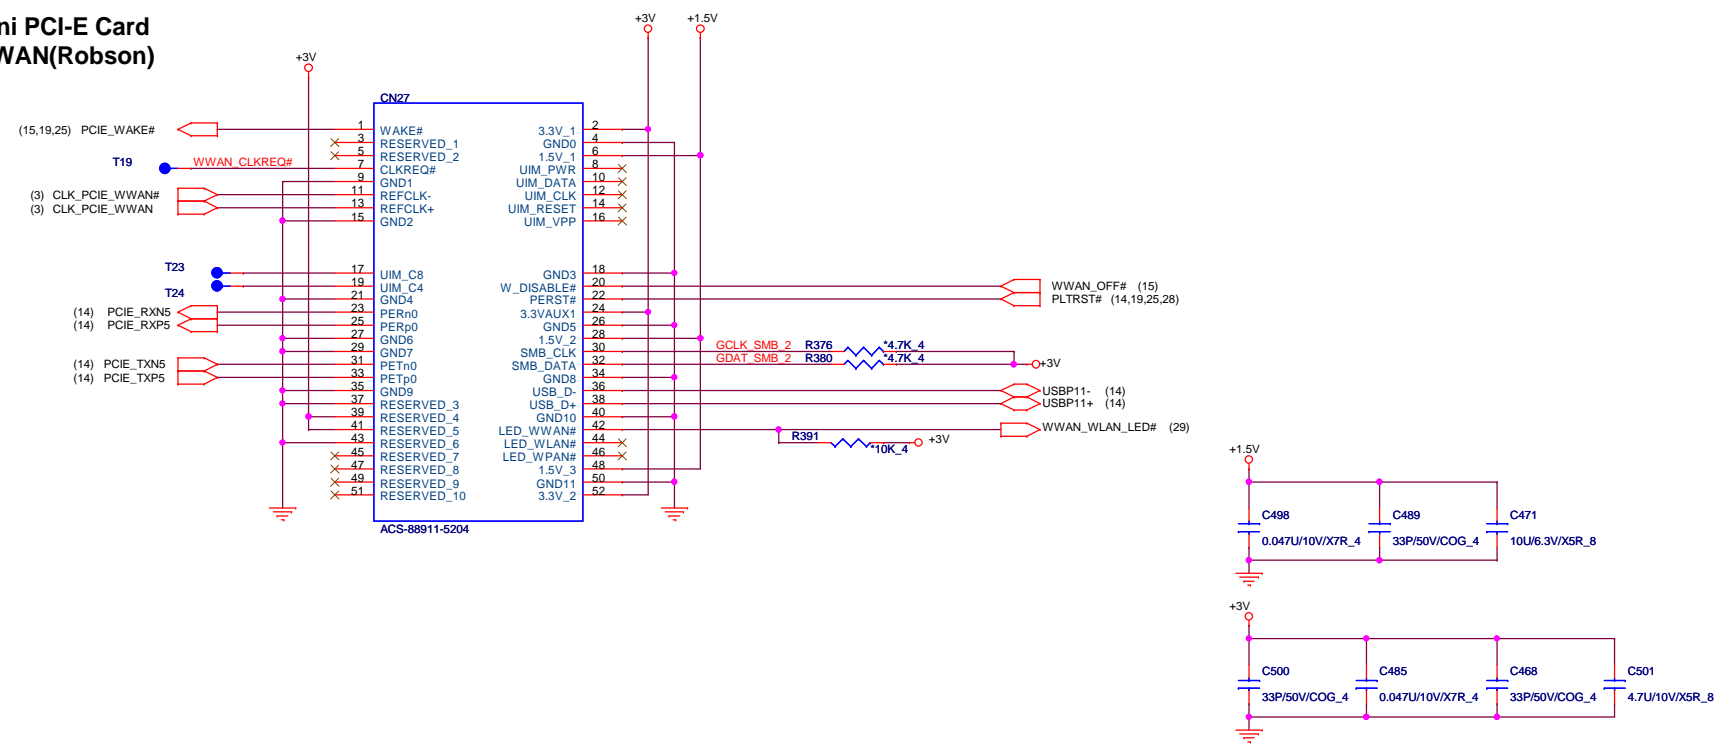 ni PCI-E Card
WAN(Robson)
+3V
+3V +1.5V
CN27
(15,19,25) PCIE_WAKE# 1 WAKE# 3.3V_1 2
3 RESERVED_1 GND0 4
5 RESERVED_2 1.5V_1 6
T19 WWAN_CLKREQ# 7 CLKREQ# UIM_PWR 8
9 GND1 UIM_DATA 10
(3) CLK_PCIE_WWAN# 11 REFCLK- UIM_CLK 12
(3) CLK_PCIE_WWAN 13 REFCLK+ UIM_RESET 14
15 GND2 UIM_VPP 16
T23 17 UIM_C8 GND3 18
T24 19 UIM_C4 W_DISABLE# 20 WWAN_OFF# (15)
21 GND4 PERST# 22 PLTRST# (14,19,25,28)
(14) PCIE_RXN5 23 PERn0 3.3VAUX1 24
(14) PCIE_RXP5 25 PERp0 GND5 26
27 GND6 1.5V_2 28
29 GND7 SMB_CLK 30 GCLK_SMB_2 R376 *4.7K_4
(14) PCIE_TXN5 31 PETn0 SMB_DATA 32 GDAT_SMB_2 R380 *4.7K_4 +3V
(14) PCIE_TXP5 33 PETp0 GND8 34
35 GND9 USB_D- 36 USBP11- (14)
37 RESERVED_3 USB_D+ 38 USBP11+ (14)
39 RESERVED_4 GND10 40
41 RESERVED_5 LED_WWAN# 42 WWAN_WLAN_LED# (29)
43 RESERVED_6 LED_WLAN# 44 R391 *10K_4 +3V
45 RESERVED_7 LED_WPAN# 46
47 RESERVED_8 1.5V_3 48
49 RESERVED_9 GND11 50
51 RESERVED_10 3.3V_2 52
ACS-88911-5204
+1.5V
C498 C489 C471
0.047U/10V/X7R_4 33P/50V/COG_4 10U/6.3V/X5R_8
+3V
C500 C485 C468 C501
33P/50V/COG_4 0.047U/10V/X7R_4 33P/50V/COG_4 4.7U/10V/X5R_8